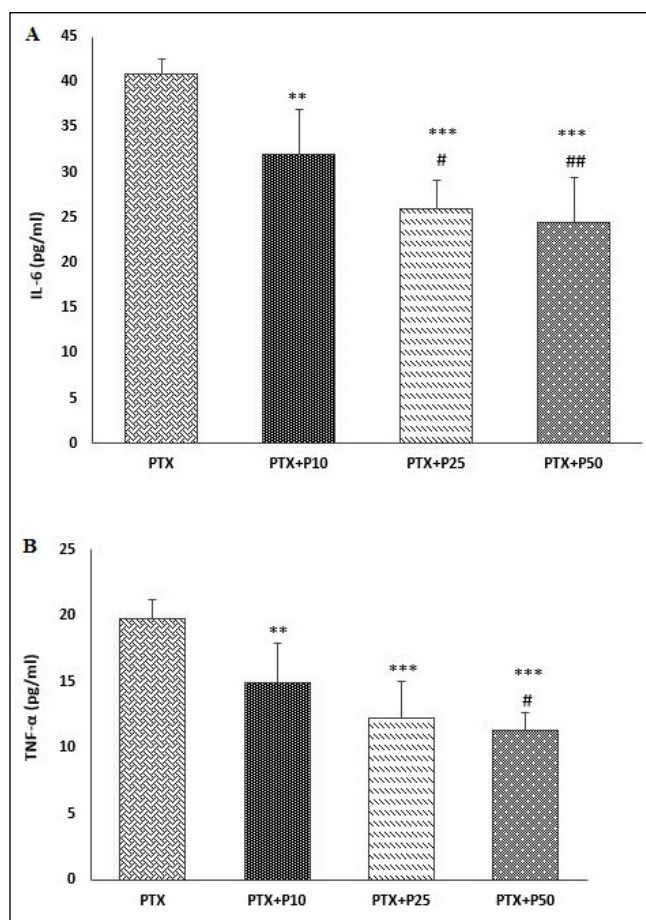 A
IL-6 (pg/ml)
45
40
35
30
25
20
15
10
5
0
**
***
#
***
##
PTX
PTX+P10
PTX+P25
PTX+P50
B
TNF-α (pg/ml)
25
20
15
10
5
0
**
***
***
#
PTX
PTX+P10
PTX+P25
PTX+P50